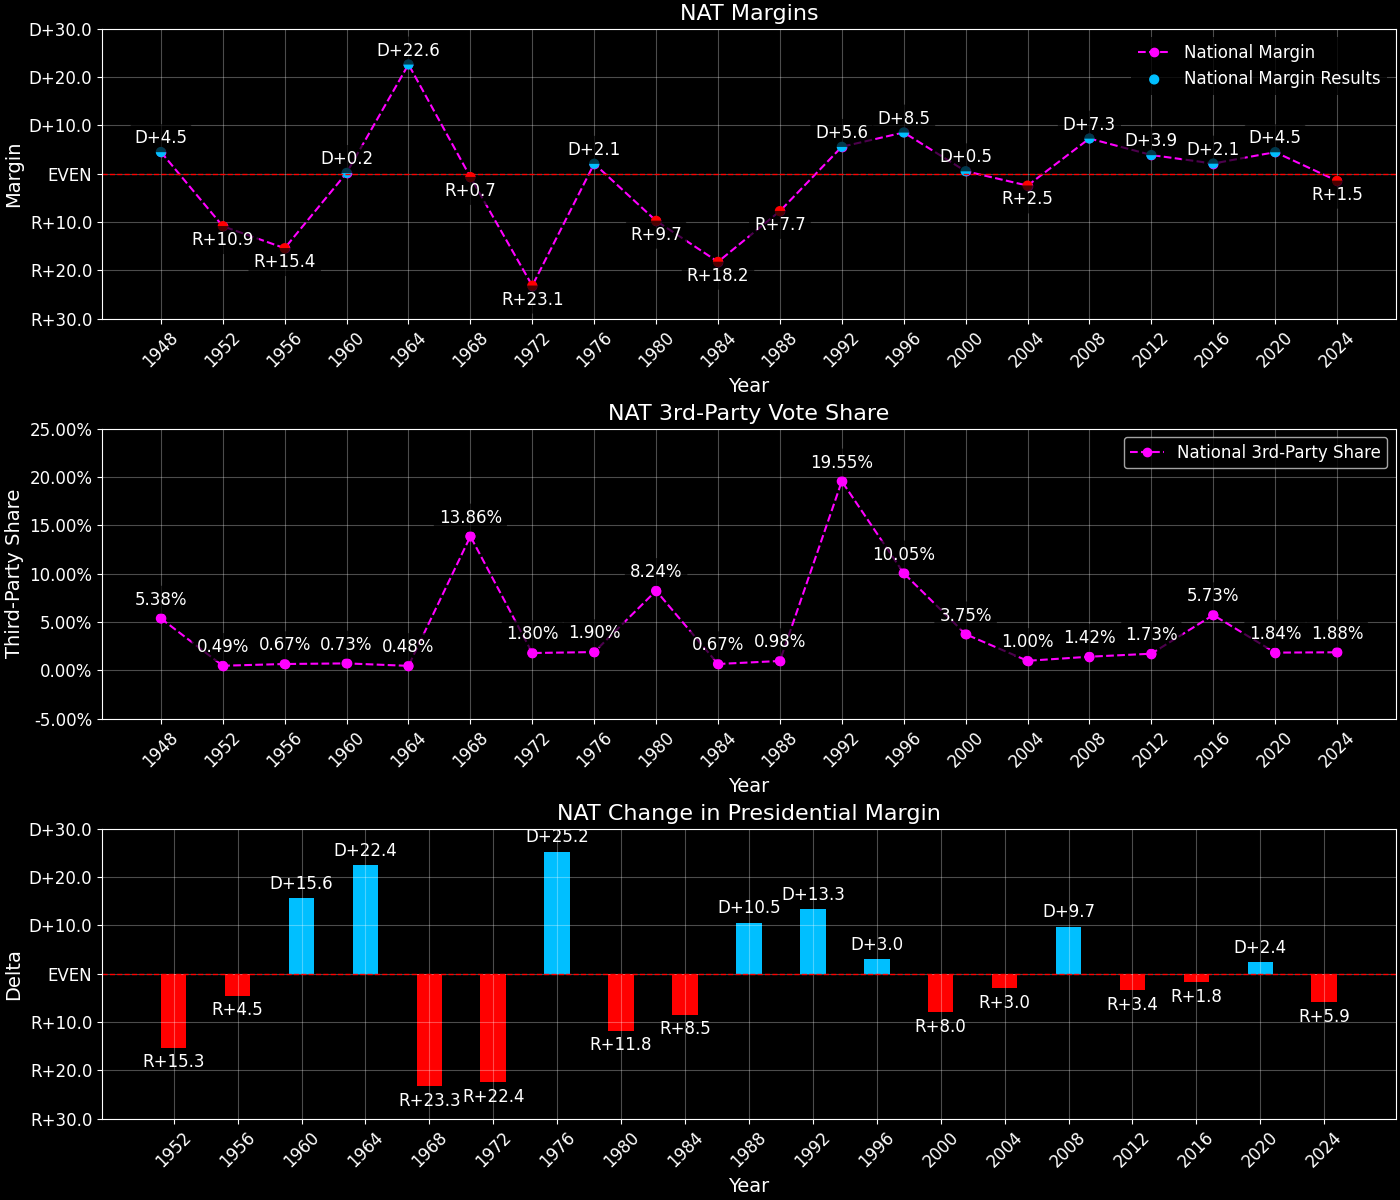 NAT Margins
D+30.0
D+20.0
D+10.0
EVEN
R+10.0
R+20.0
R+30.0
Margin
National Margin
National Margin Results
D+4.5
R+10.9
R+15.4
D+0.2
D+22.6
R+0.7
R+23.1
D+2.1
R+9.7
R+18.2
R+7.7
D+5.6
D+8.5
D+0.5
R+2.5
D+7.3
D+3.9
D+2.1
D+4.5
R+1.5
1948 1952 1956 1960 1964 1968 1972 1976 1980 1984 1988 1992 1996 2000 2004 2008 2012 2016 2020 2024
Year
NAT 3rd-Party Vote Share
25.00%
20.00%
15.00%
10.00%
5.00%
0.00%
-5.00%
Third-Party Share
National 3rd-Party Share
5.38%
0.49%
0.67%
0.73%
0.48%
13.86%
1.80%
1.90%
8.24%
0.67%
0.98%
19.55%
10.05%
3.75%
1.00%
1.42%
1.73%
5.73%
1.84%
1.88%
1948 1952 1956 1960 1964 1968 1972 1976 1980 1984 1988 1992 1996 2000 2004 2008 2012 2016 2020 2024
Year
NAT Change in Presidential Margin
D+30.0
D+20.0
D+10.0
EVEN
R+10.0
R+20.0
R+30.0
Delta
R+15.3
R+4.5
D+15.6
D+22.4
R+23.3
R+22.4
D+25.2
R+11.8
R+8.5
D+10.5
D+13.3
D+3.0
R+8.0
R+3.0
D+9.7
R+3.4
R+1.8
D+2.4
R+5.9
1952 1956 1960 1964 1968 1972 1976 1980 1984 1988 1992 1996 2000 2004 2008 2012 2016 2020 2024
Year